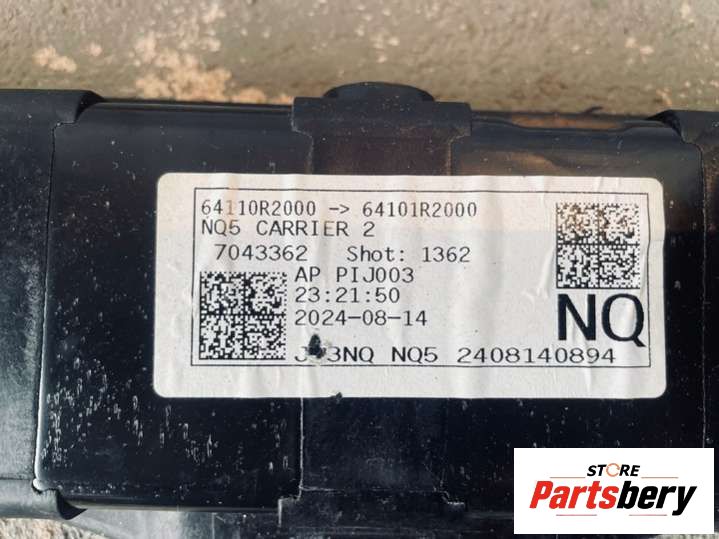 64110R2000 -> 64101R2000
NQ5 CARRIER 2
7043362 Shot: 1362
AP PIJ003
23:21:50
2024-08-14
NQ
NQ5 2408140894
STORE
Partsbery